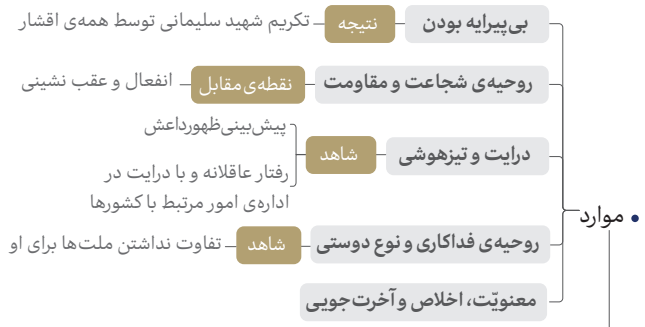 بی‌پیرایه بودن نتیجه تکریم شهید سلیمانی توسط همه‌ی اقشار
روحیه‌ی شجاعت و مقاومت نقطه‌ی مقابل انفعال و عقب نشینی
پیش‌بینی‌ظهورداعش
درایت و تیزهوشی شاهد
رفتار عاقلانه و با درایت در
اداره‌ی امور مرتبط با کشورها
• موارد
روحیه‌ی فداکاری و نوع دوستی شاهد تفاوت نداشتن ملت‌ها برای او
معنویّت، اخلاص و آخرت‌جویی